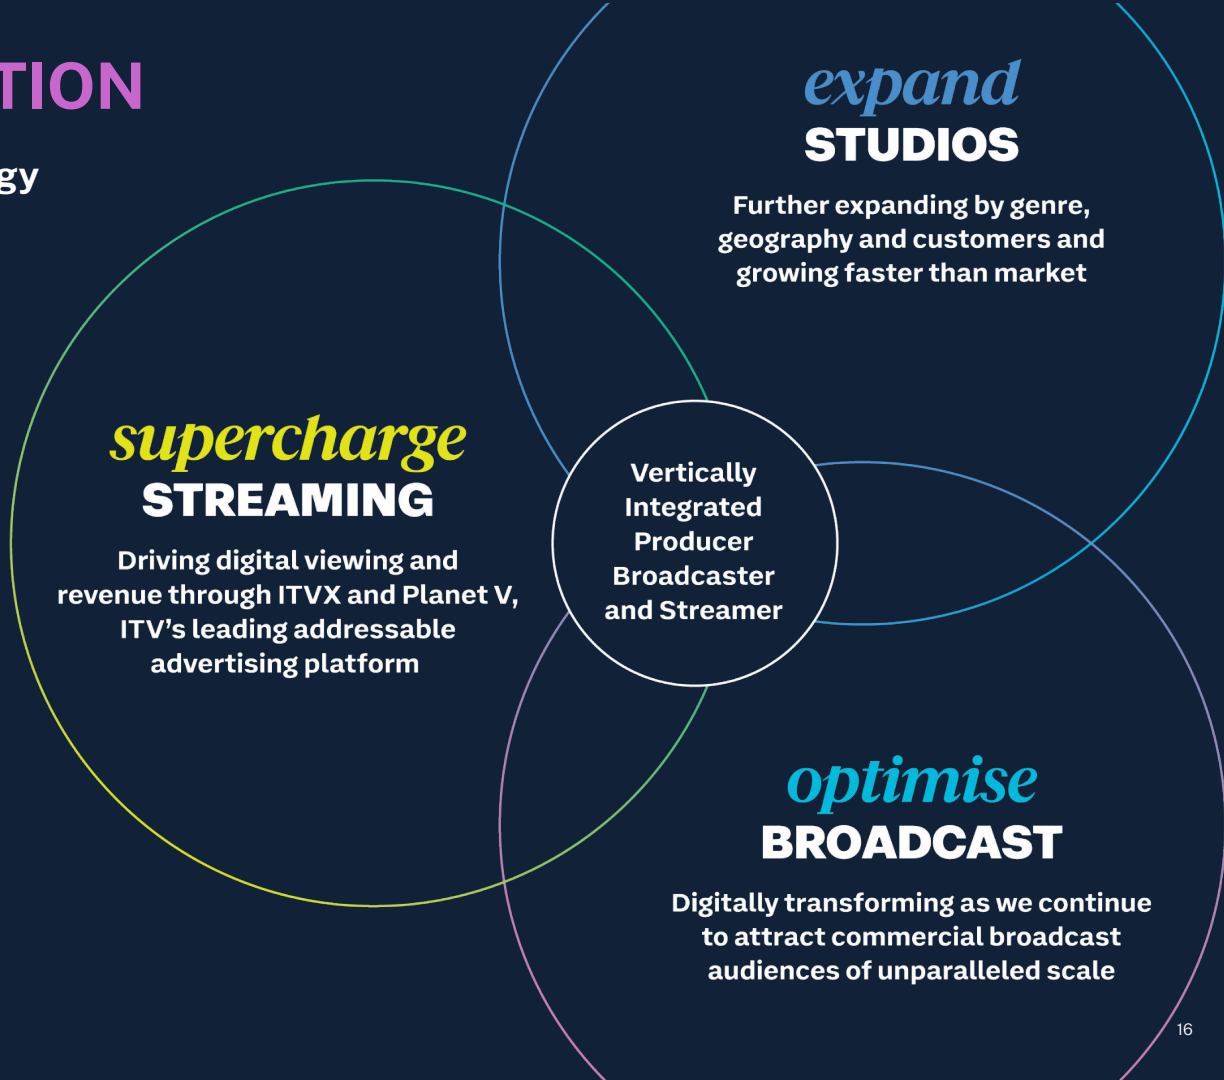 TION
gy
expand
STUDIOS
Further expanding by genre,
geography and customers and
growing faster than market
supercharge
STREAMING
Driving digital viewing and
revenue through ITVX and Planet V,
ITV’s leading addressable
advertising platform
Vertically
Integrated
Producer
Broadcaster
and Streamer
optimise
BROADCAST
Digitally transforming as we continue
to attract commercial broadcast
audiences of unparalleled scale
16